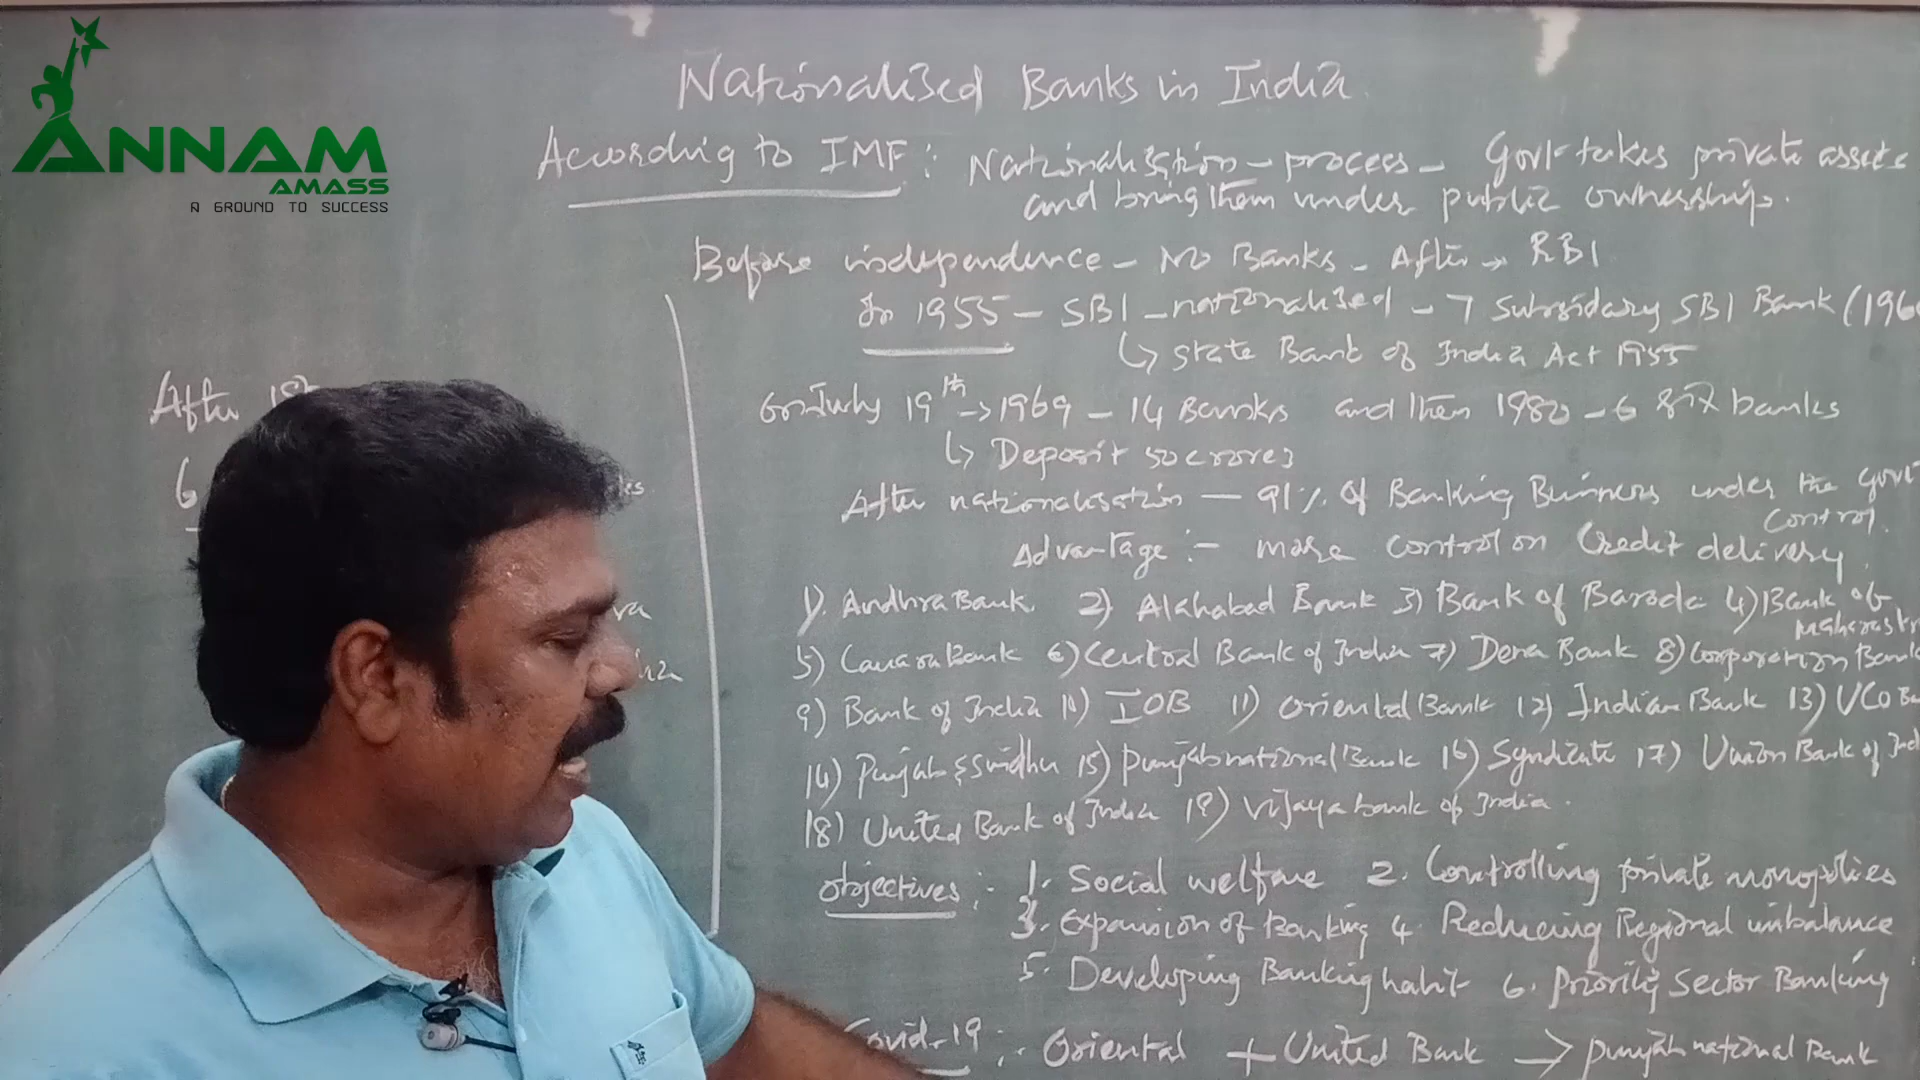 ANNAM
AMASS
A GROUND TO SUCCESS
Nationalised Banks in India
According to IMF : Nationalisation - process - Govt takes private assets
and bring them under public ownership.
Before independence - No Banks - After → RBI
In 1955 - SBI - nationalised - 7 Subsidary SBI Bank (196
↳ State Bank of India Act 1955
On July 19th → 1969 - 14 Banks and then 1980 - 6 six banks
↳ Deposit 50 crores
After nationalisation - 91% of Banking Business under the Govt
control.
Advantage :- more control on Credit delivery.
1) Andhra Bank 2) Alahabad Bank 3) Bank of Baroda 4) Bank of
Maharastr
5) Canara Bank 6) Central Bank of India 7) Dena Bank 8) Corporation Bank
9) Bank of India 10) IOB 11) Oriental Bank 12) Indian Bank 13) UCO Ba
14) Punjab & Sindhu 15) Punjab national Bank 16) Syndicate 17) Union Bank of Ind
18) United Bank of India 19) Vijaya bank of India.
Objectives :- 1. Social welfare 2. Controlling private monopolies
3. Expansion of Banking 4. Reducing Regional imbalance
5. Developing Banking habit 6. Priority Sector Banking
Covid-19 :- Oriental + United Bank → Punjab national Bank
After
6